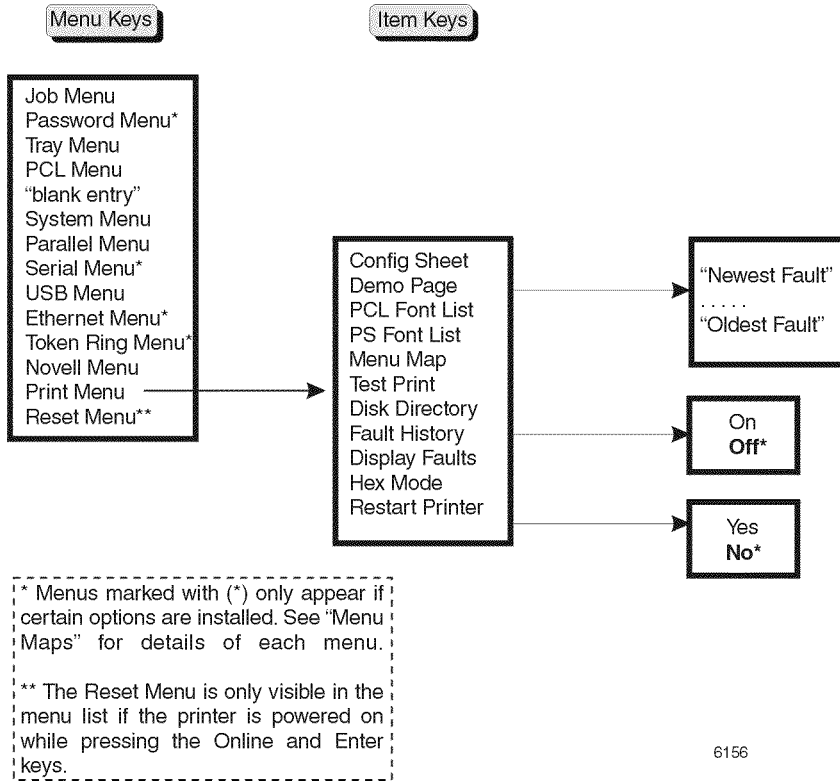 Menu Keys
Item Keys
Job Menu
Password Menu*
Tray Menu
PCL Menu
“blank entry”
System Menu
Parallel Menu
Serial Menu*
USB Menu
Ethernet Menu*
Token Ring Menu*
Novell Menu
Print Menu
Reset Menu**
Config Sheet
Demo Page
PCL Font List
PS Font List
Menu Map
Test Print
Disk Directory
Fault History
Display Faults
Hex Mode
Restart Printer
“Newest Fault”
. . . . .
“Oldest Fault”
On
Off*
Yes
No*
* Menus marked with (*) only appear if
certain options are installed. See “Menu
Maps” for details of each menu.
** The Reset Menu is only visible in the
menu list if the printer is powered on
while pressing the Online and Enter
keys.
6156